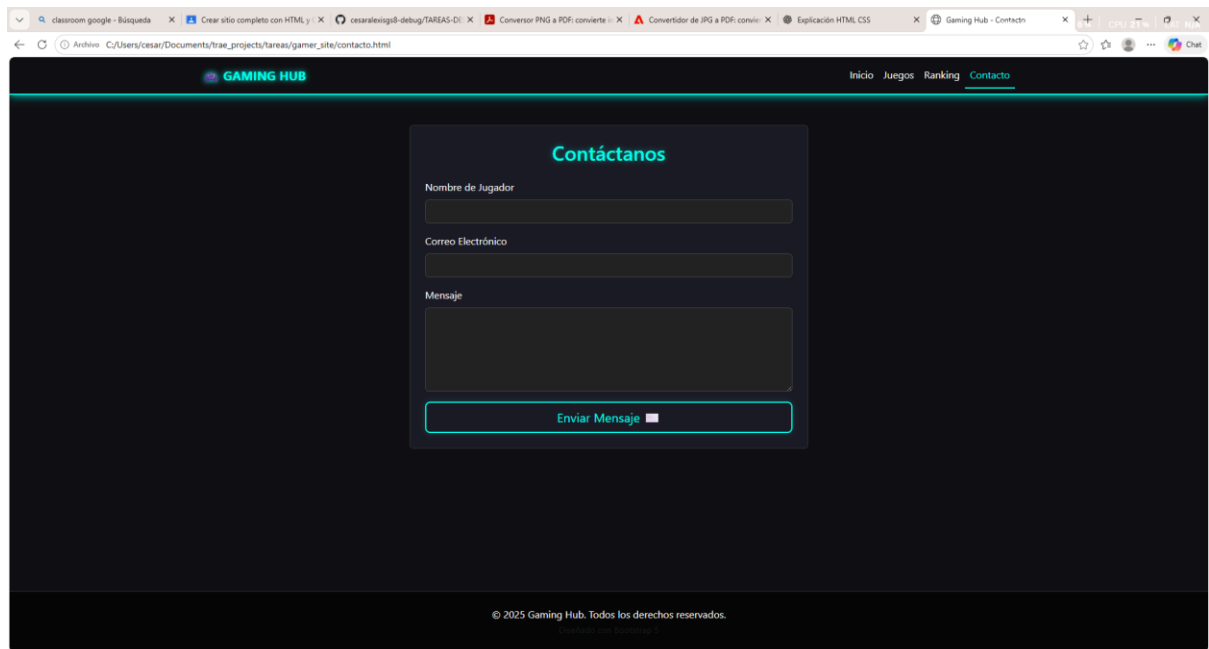 classroom google - Búsqueda
Crear sitio completo con HTML y
cesaralexisgs8-debug/TAREAS-DE
Conversor PNG a PDF: convierte
Convertidor de JPG a PDF: convier
Explicación HTML CSS
Gaming Hub - Contacto
CPU 21%
N/A
Archivo C:/Users/cesar/Documents/trae_projects/tareas/gamer_site/contacto.html
Chat
GAMING HUB
Inicio Juegos Ranking Contacto
Contáctanos
Nombre de Jugador
Correo Electrónico
Mensaje
Enviar Mensaje
© 2025 Gaming Hub. Todos los derechos reservados.
Diseñado con Bootstrap 5